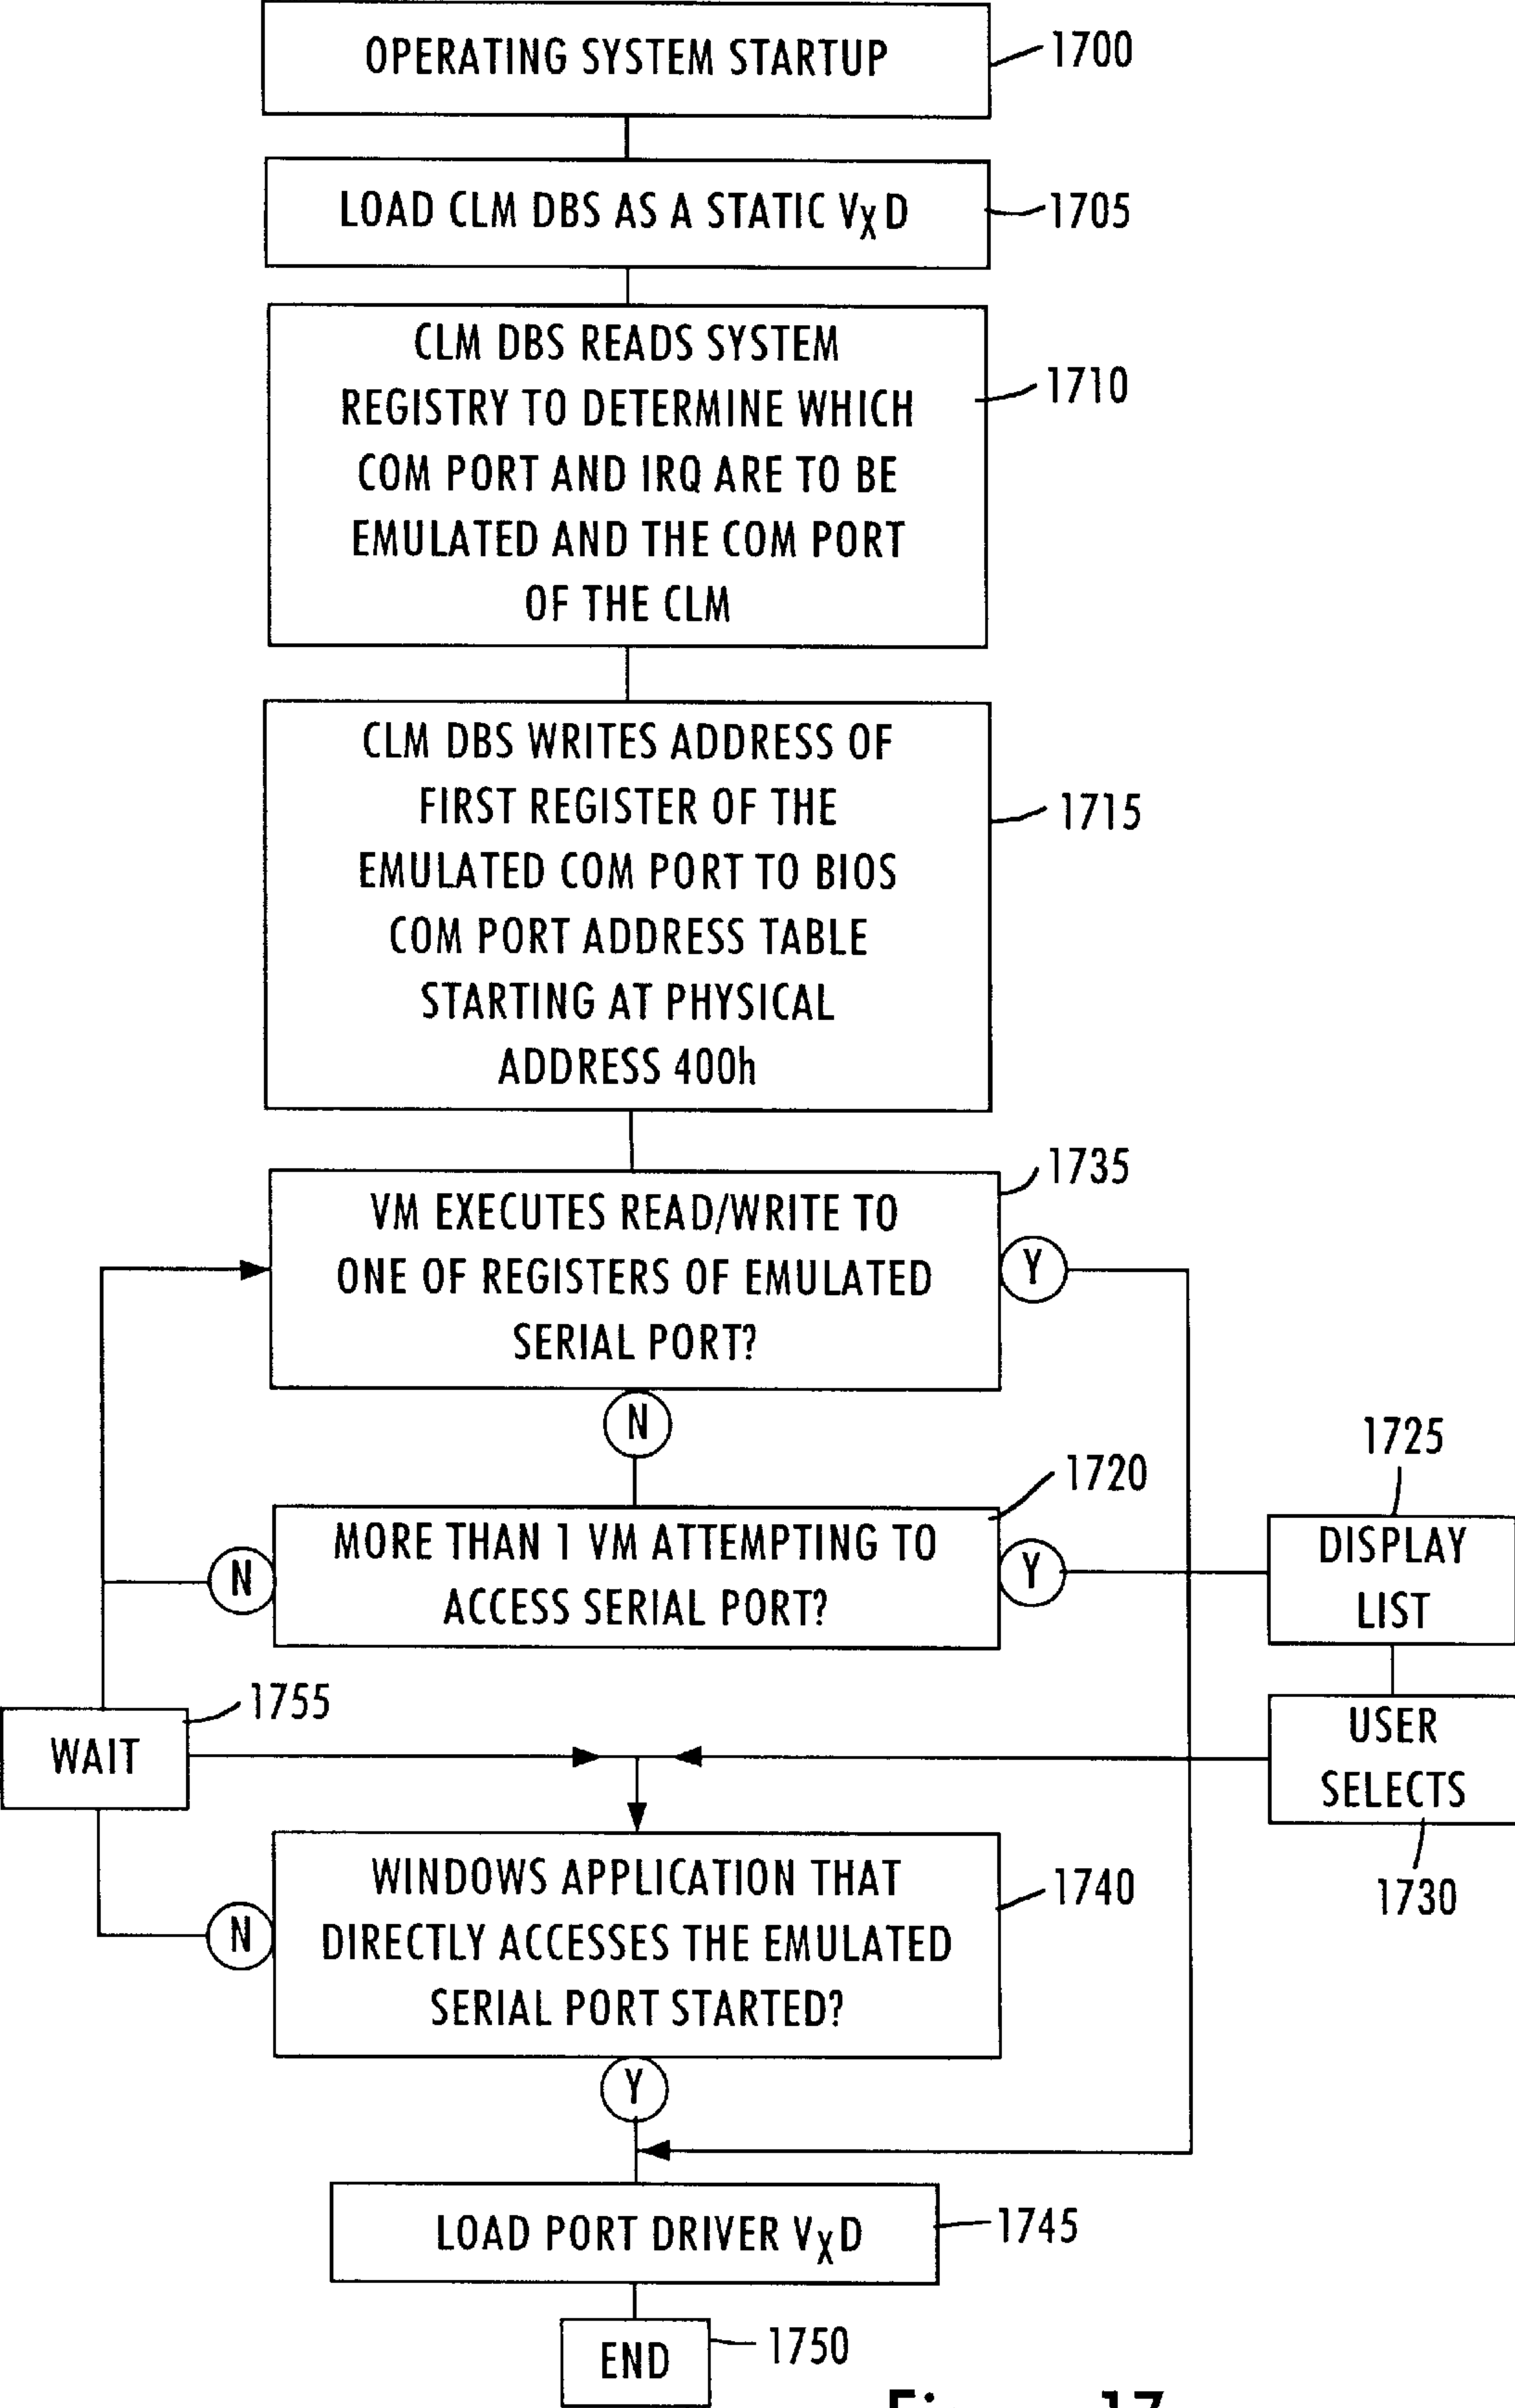 OPERATING SYSTEM STARTUP
1700
LOAD CLM DBS AS A STATIC VXD
1705
CLM DBS READS SYSTEM
REGISTRY TO DETERMINE WHICH
COM PORT AND IRQ ARE TO BE
EMULATED AND THE COM PORT
OF THE CLM
1710
CLM DBS WRITES ADDRESS OF
FIRST REGISTER OF THE
EMULATED COM PORT TO BIOS
COM PORT ADDRESS TABLE
STARTING AT PHYSICAL
ADDRESS 400h
1715
VM EXECUTES READ/WRITE TO
ONE OF REGISTERS OF EMULATED
SERIAL PORT?
1735
Y
N
MORE THAN 1 VM ATTEMPTING TO
ACCESS SERIAL PORT?
1720
N
Y
1725
DISPLAY
LIST
USER
SELECTS
1730
WAIT
1755
WINDOWS APPLICATION THAT
DIRECTLY ACCESSES THE EMULATED
SERIAL PORT STARTED?
1740
N
Y
LOAD PORT DRIVER VXD
1745
END
1750